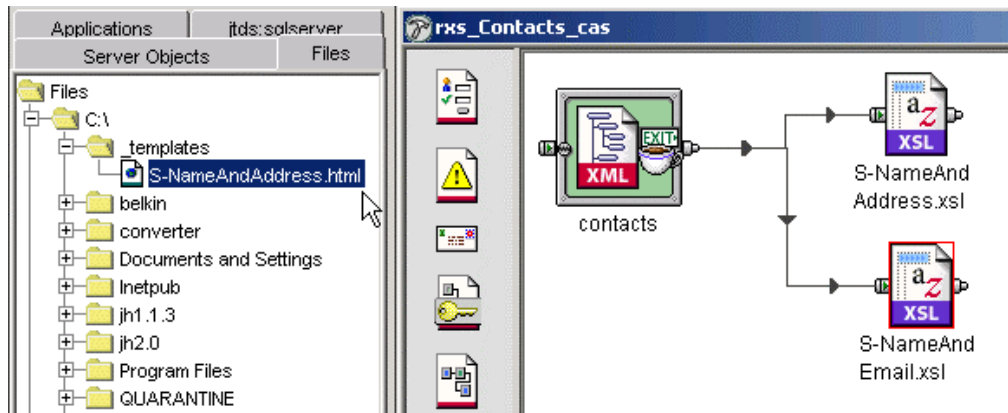 Applications
jtds:sqlserver
Server Objects
Files
Files
C:\
_templates
S-NameAndAddress.html
belkin
converter
Documents and Settings
Inetpub
jh1.1.3
jh2.0
Program Files
QUARANTINE
rxs_Contacts_cas
XML
EXIT
contacts
a
z
XSL
S-NameAnd
Address.xsl
a
z
XSL
S-NameAnd
Email.xsl